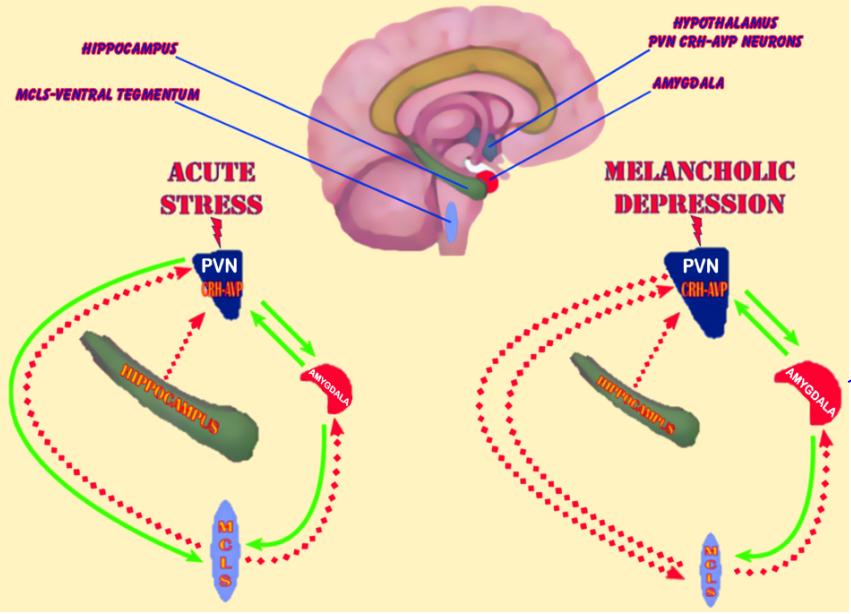 HIPPOCAMPUS
MCLS-VENTRAL TEGMENTUM
HYPOTHALAMUS
PVN CRH-AVP NEURONS
AMYGDALA
ACUTE
STRESS
PVN
CRH-AVP
HIPPOCAMPUS
AMYGDALA
MCLS
MELANCHOLIC
DEPRESSION
PVN
CRH-AVP
HIPPOCAMPUS
AMYGDALA
MCLS